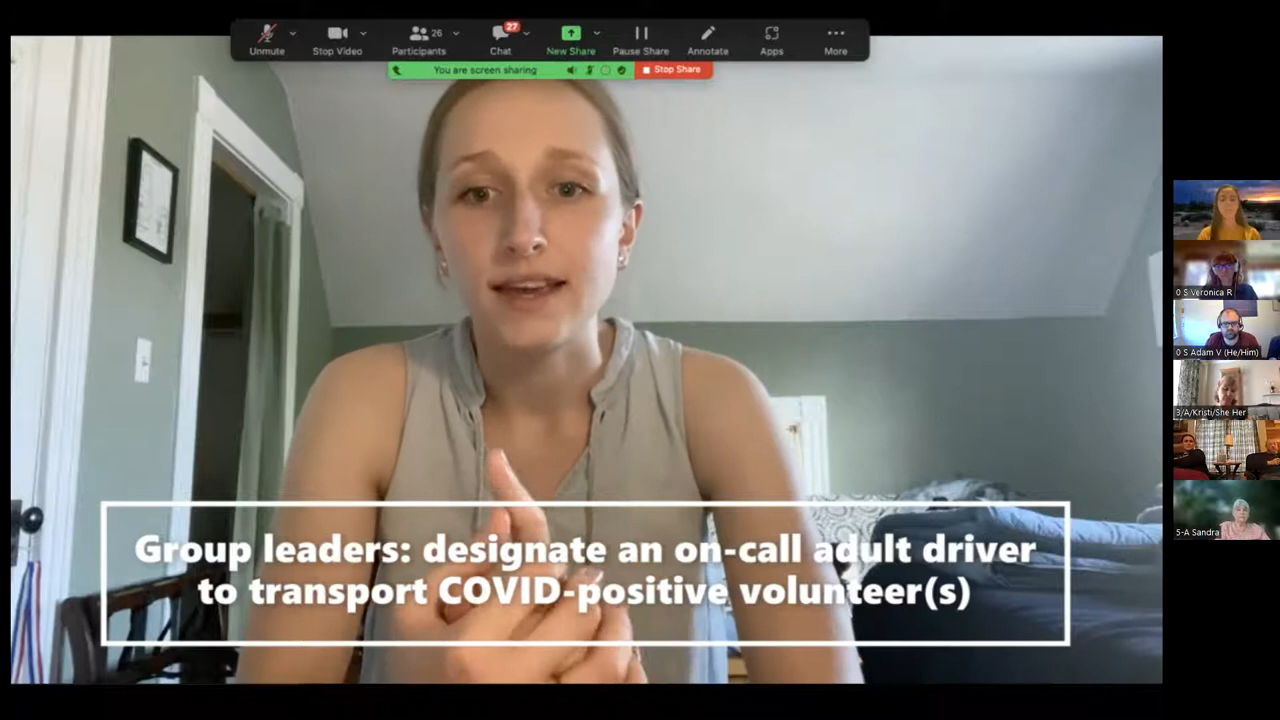 26
27
Unmute
Stop Video
Participants
Chat
New Share
Pause Share
Annotate
Apps
More
You are screen sharing
Stop Share
0 S Veronica R
0 S Adam V (He/Him)
3/A/Kristi/She Her
5-A Sandra
Group leaders: designate an on-call adult driver
to transport COVID-positive volunteer(s)